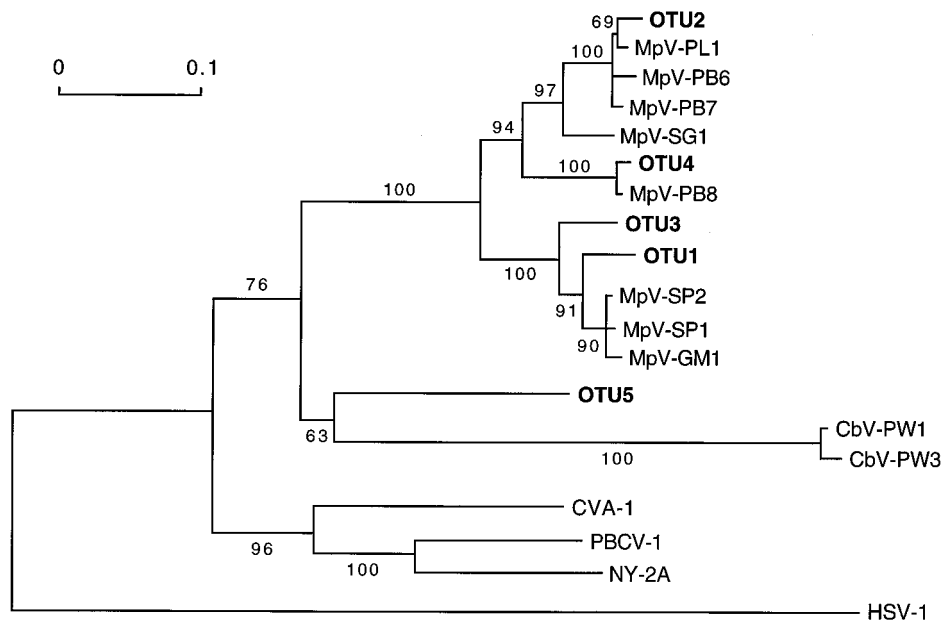 0 0.1
69 OTU2
MpV-PL1
100
MpV-PB6
97
MpV-PB7
94
MpV-SG1
100 OTU4
MpV-PB8
100
OTU3
OTU1
100
76
MpV-SP2
91
MpV-SP1
90
MpV-GM1
OTU5
63
CbV-PW1
100
CbV-PW3
CVA-1
96
PBCV-1
100
NY-2A
HSV-1